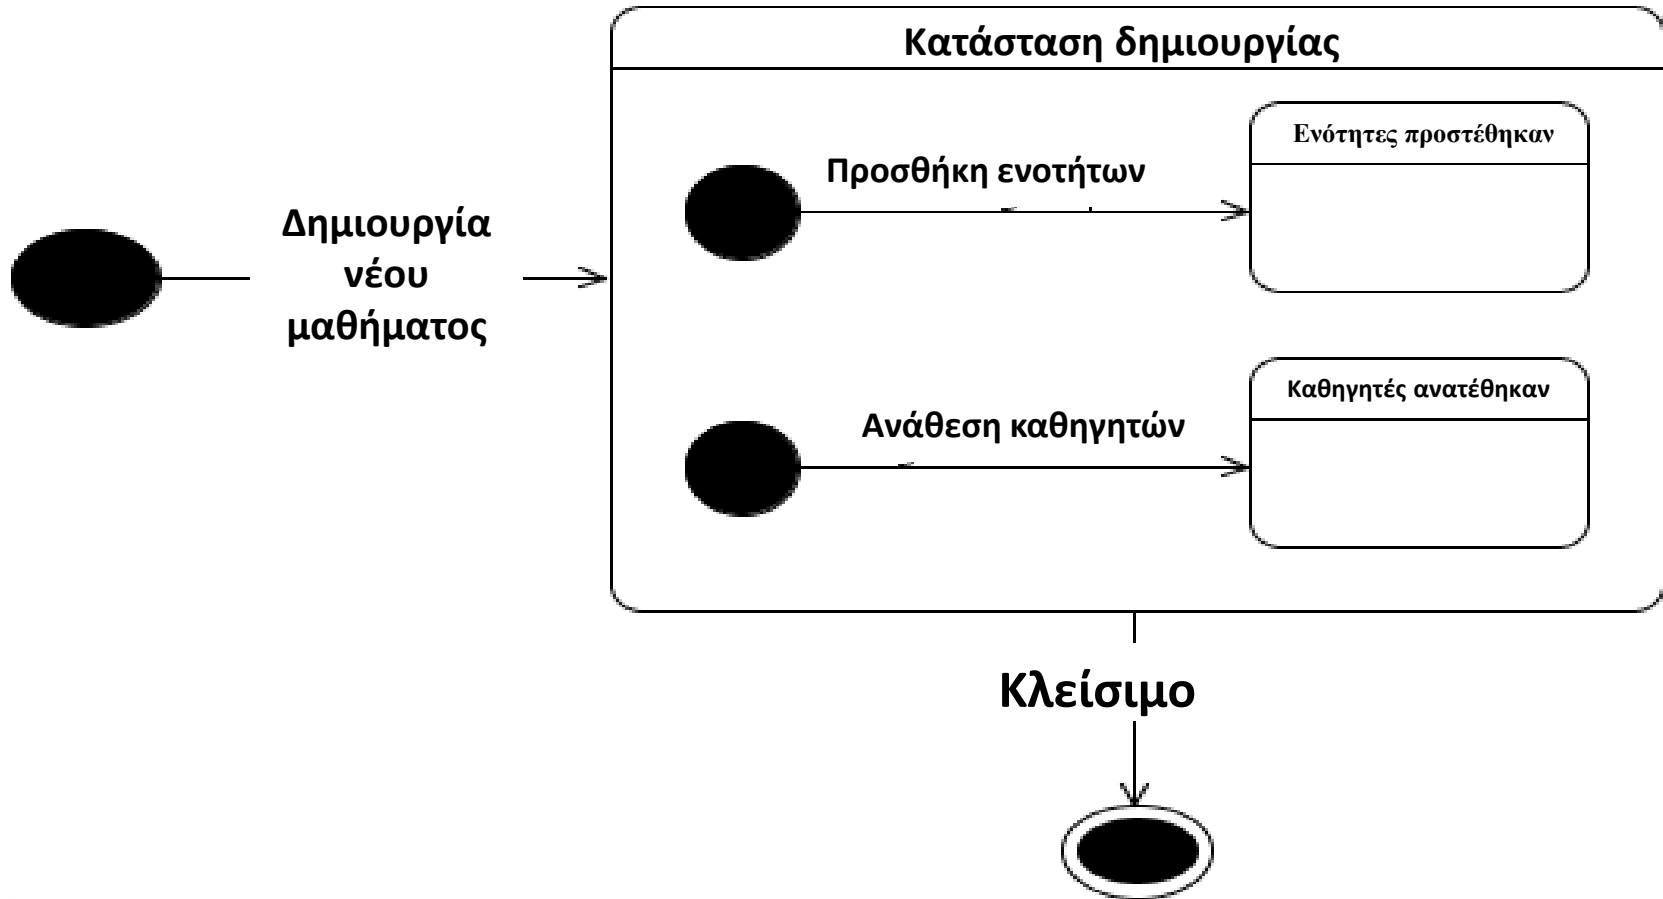 Κατάσταση δημιουργίας
Ενότητες προστέθηκαν
Προσθήκη ενοτήτων
Δημιουργία
νέου
μαθήματος
Καθηγητές ανατέθηκαν
Ανάθεση καθηγητών
Κλείσιμο